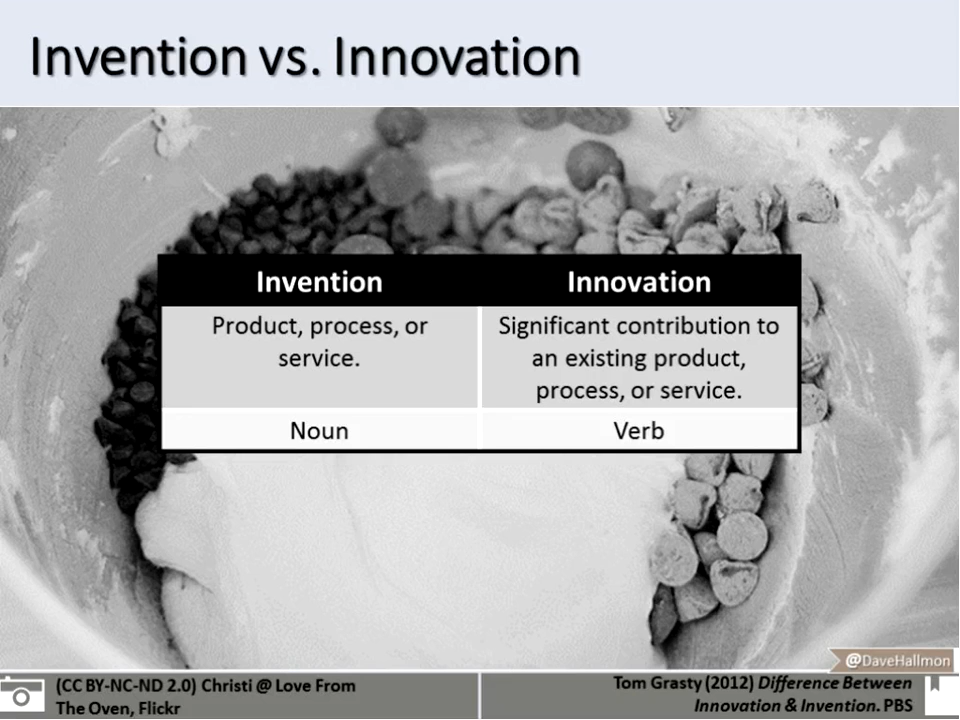 Invention vs. Innovation
Invention
Innovation
Product, process, or
service.
Significant contribution to
an existing product,
process, or service.
Noun
Verb
@DaveHallmon
(CC BY-NC-ND 2.0) Christi @ Love From
The Oven, Flickr
Tom Grasty (2012) Difference Between
Innovation & Invention. PBS